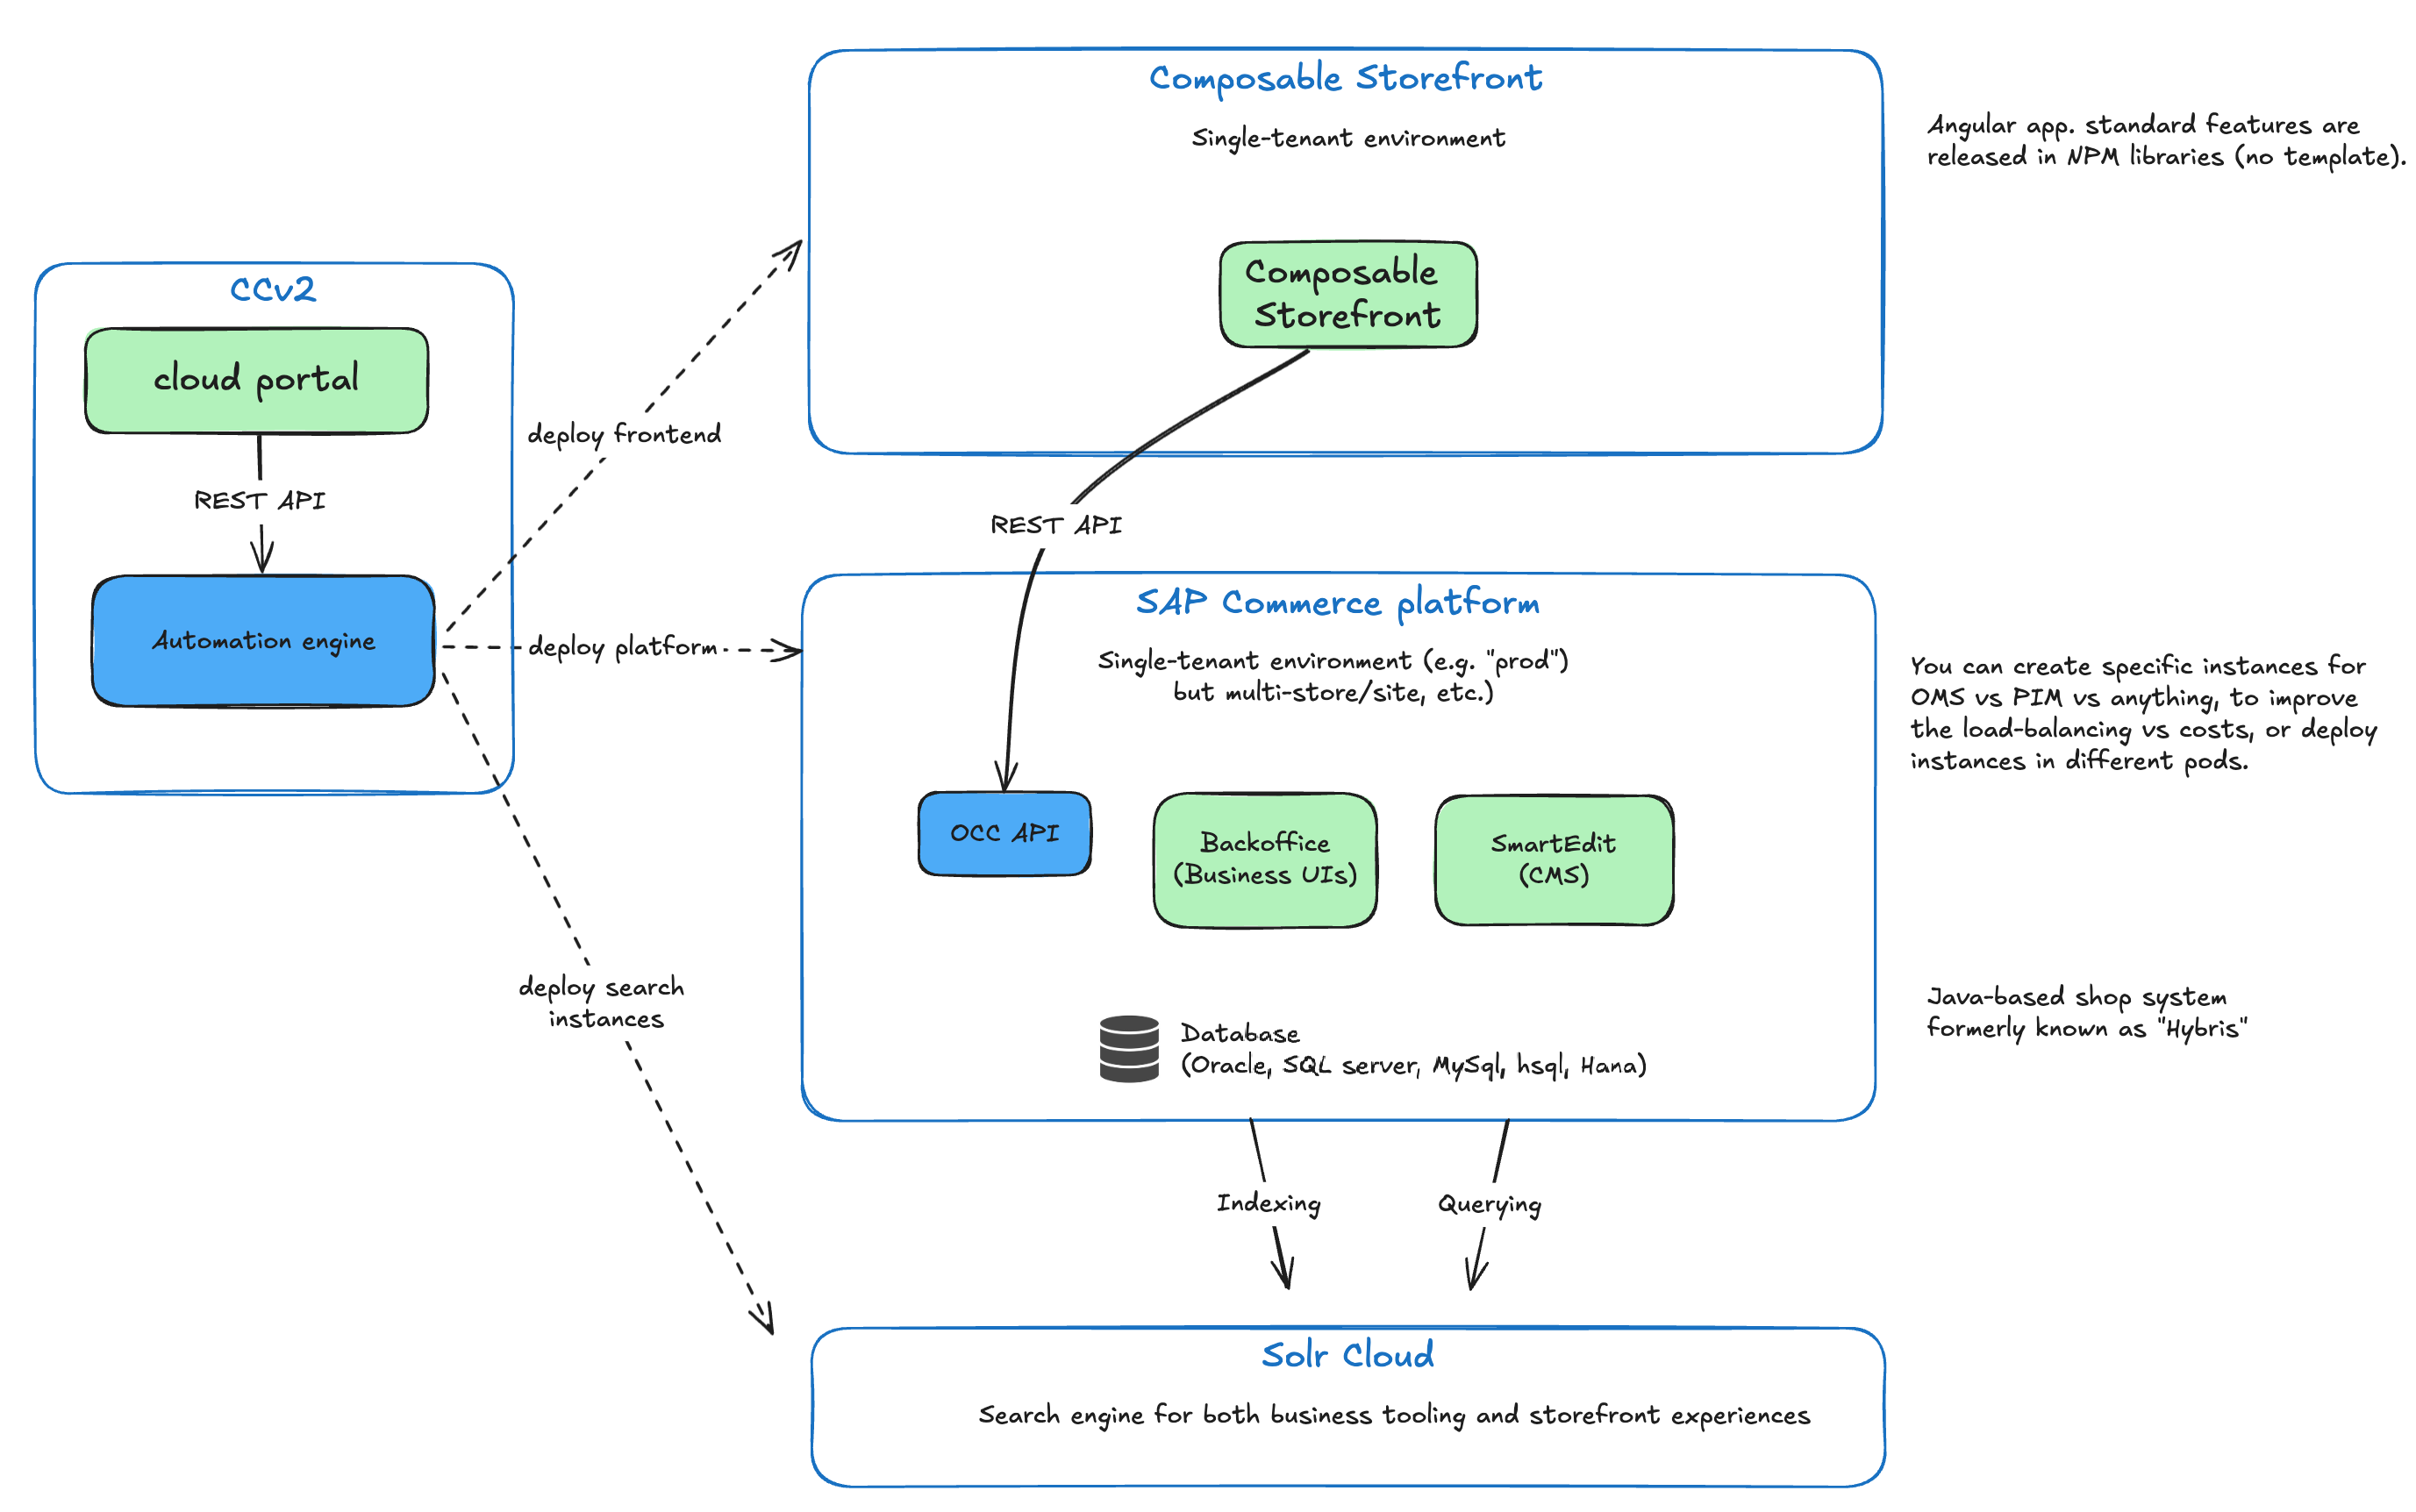 Composable Storefront
Single-tenant environment
Angular app. standard features are
released in NPM libraries (no template).
Composable
Storefront
CCv2
cloud portal
REST API
Automation engine
deploy frontend
deploy platform
deploy search
instances
REST API
SAP Commerce platform
Single-tenant environment (e.g. "prod")
but multi-store/site, etc.)
You can create specific instances for
OMS vs PIM vs anything, to improve
the load-balancing vs costs, or deploy
instances in different pods.
OCC API
Backoffice
(Business UIs)
SmartEdit
(CMS)
Database
(Oracle, SQL server, MySql, hsql, Hana)
Java-based shop system
formerly known as "Hybris"
Indexing
Querying
Solr Cloud
Search engine for both business tooling and storefront experiences